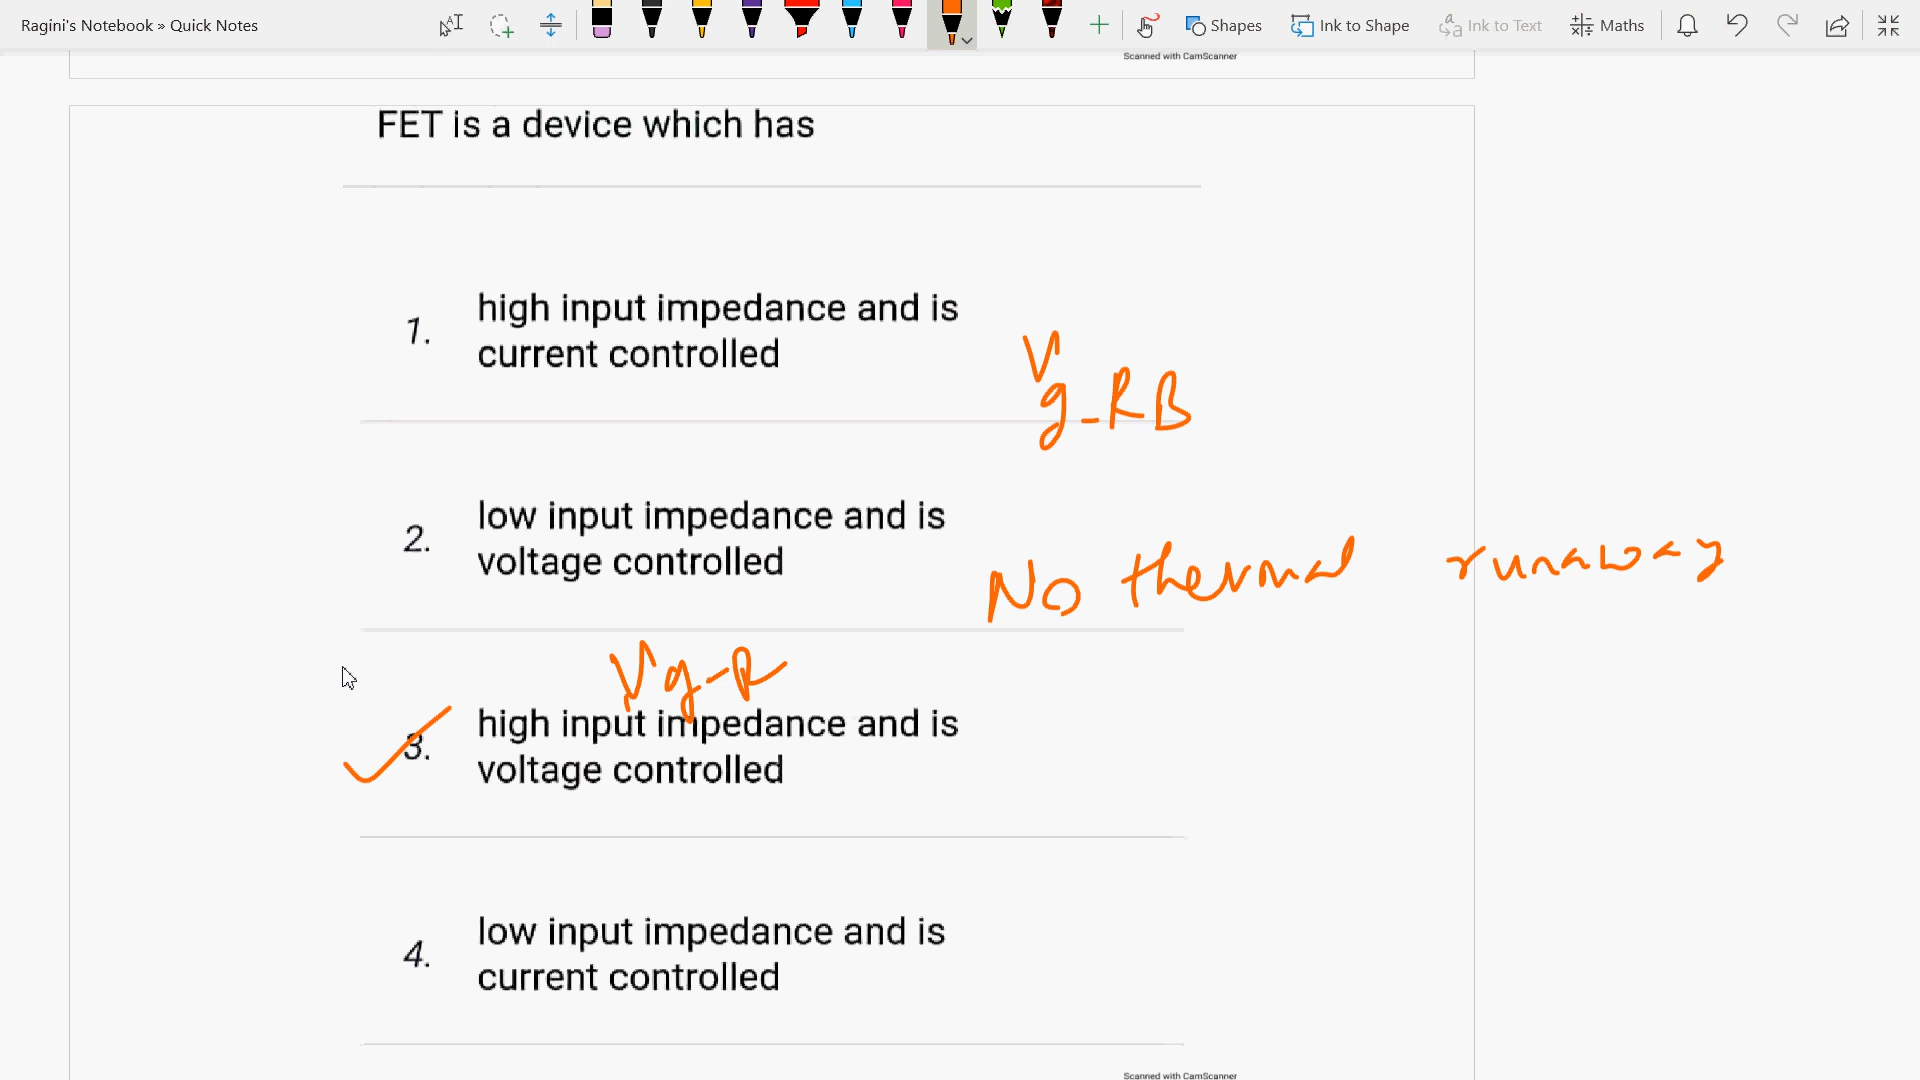 Ragini's Notebook » Quick Notes
Shapes
Ink to Shape
Ink to Text
Maths
Scanned with CamScanner
FET is a device which has
1. high input impedance and is
current controlled
Vg-RB
2. low input impedance and is
voltage controlled
No thermal runaway
Vg-R
3. high input impedance and is
voltage controlled
4. low input impedance and is
current controlled
Scanned with CamScanner